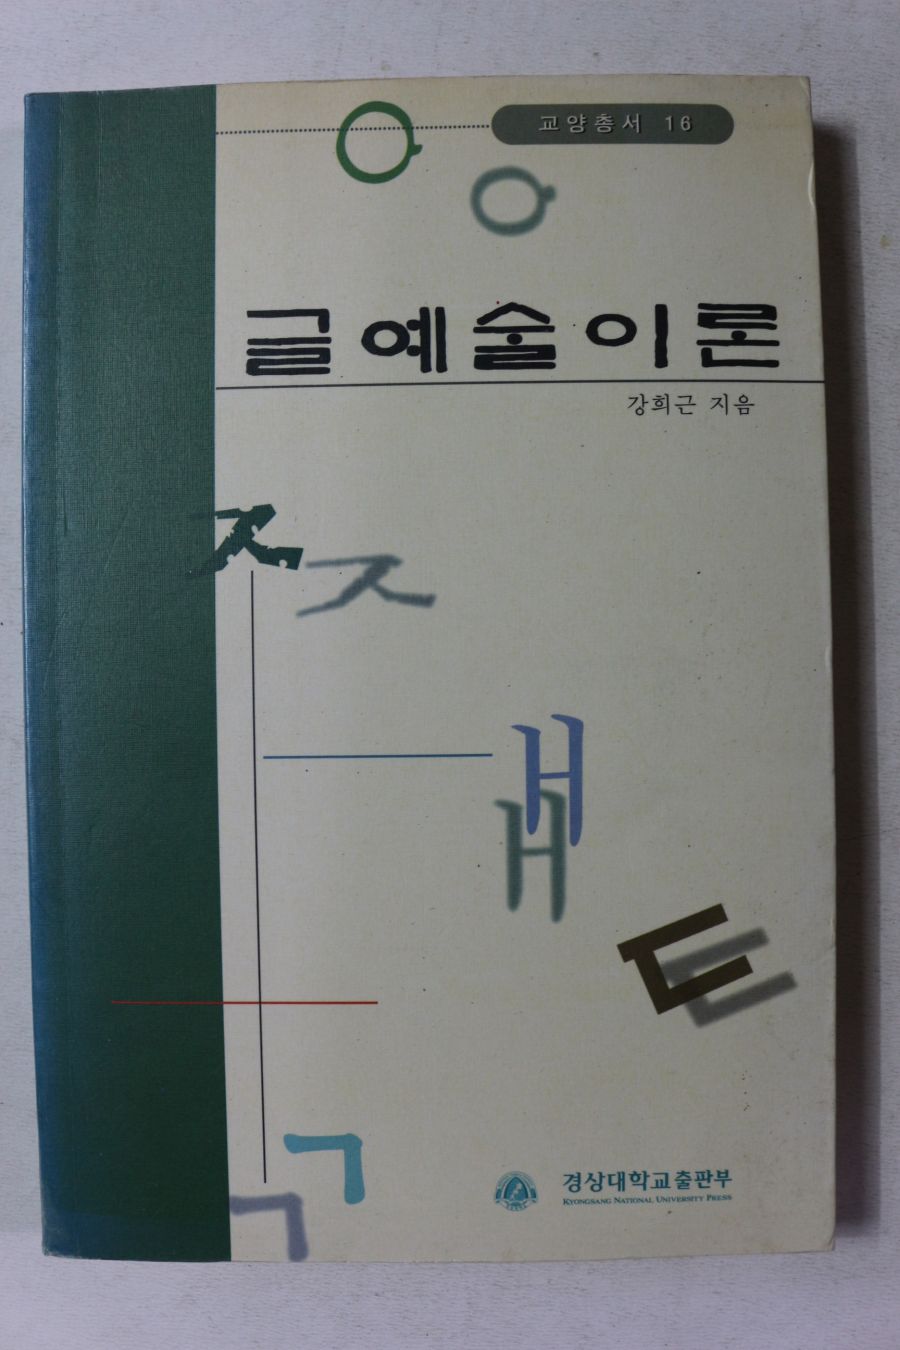 교양총서 16
글예술이론
강희근 지음
ㅇ
ㅇ
ㅈ
ㅈ
ㅐ
ㅐ
ㄷ
ㄷ
ㄱ
ㄱ
경상대학교출판부
KYONGSANG NATIONAL UNIVERSITY PRESS